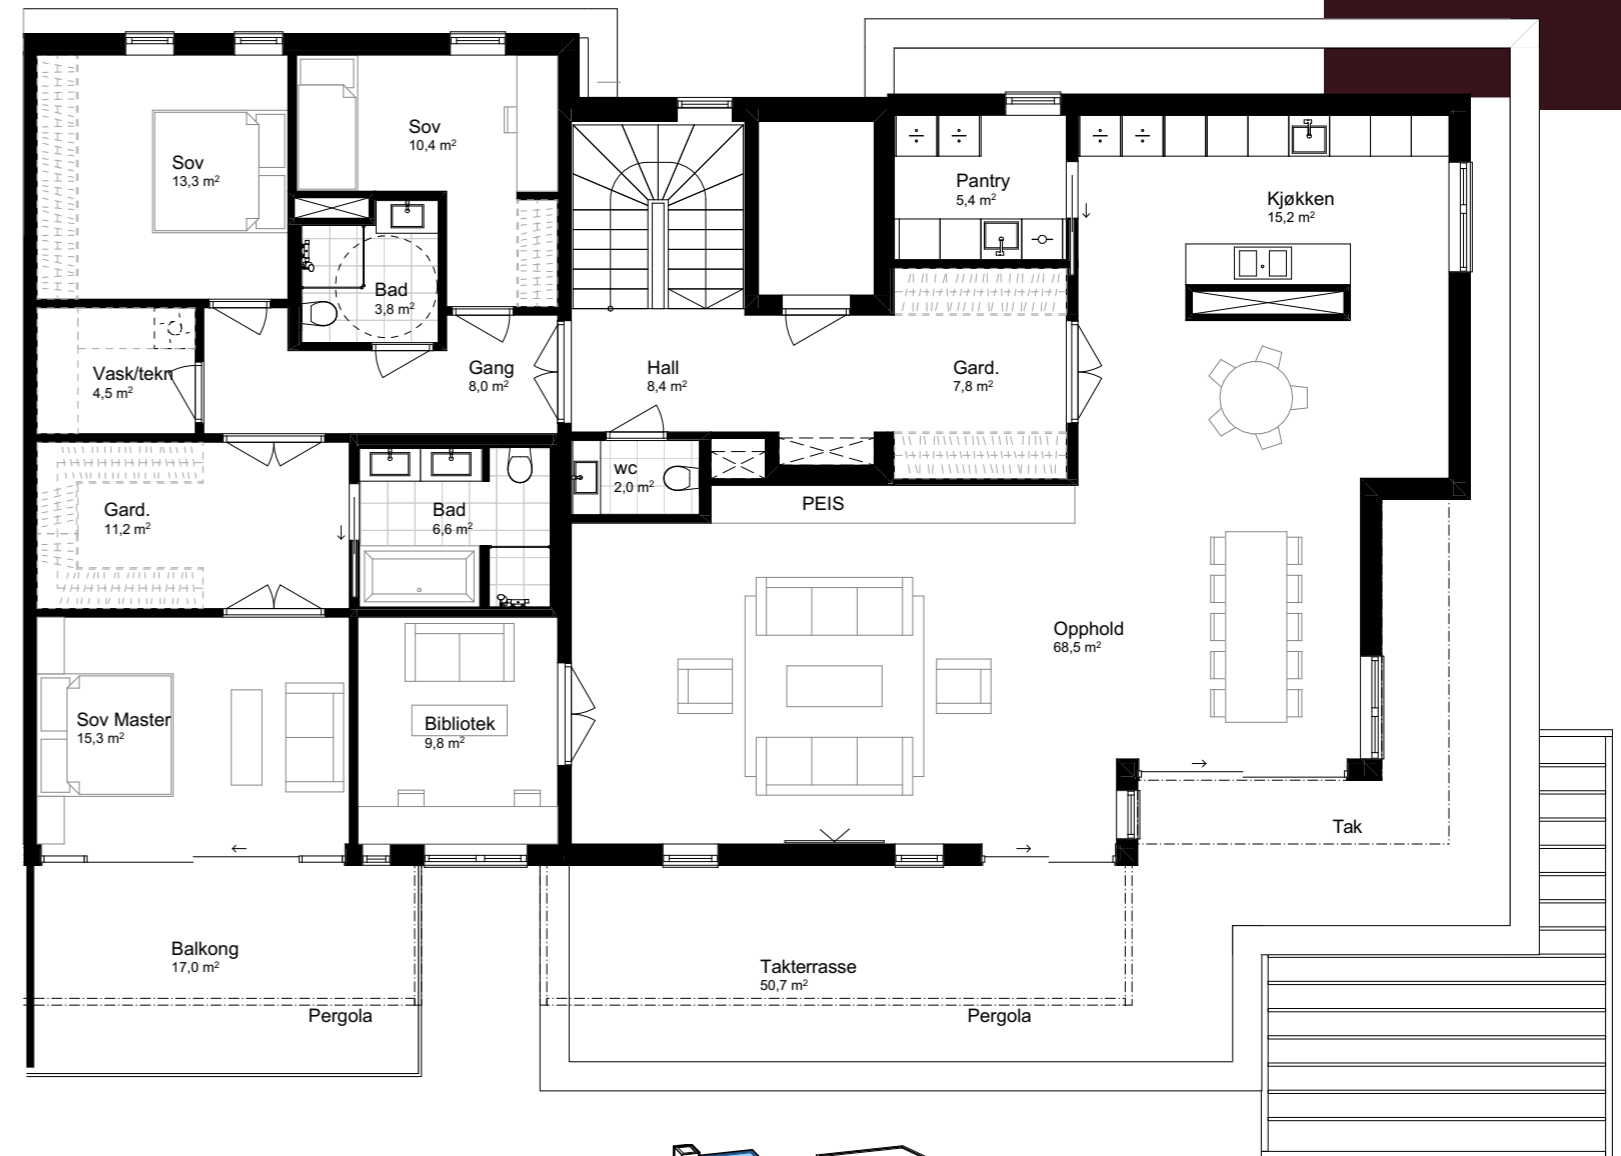 Sov
13,3 m²
Sov
10,4 m²
Pantry
5,4 m²
Kjøkken
15,2 m²
Bad
3,8 m²
Vask/tekn
4,5 m²
Gang
8,0 m²
Hall
8,4 m²
Gard.
7,8 m²
wc
2,0 m²
PEIS
Gard.
11,2 m²
Bad
6,6 m²
Opphold
68,5 m²
Sov Master
15,3 m²
Bibliotek
9,8 m²
Tak
Balkong
17,0 m²
Takterrasse
50,7 m²
Pergola
Pergola